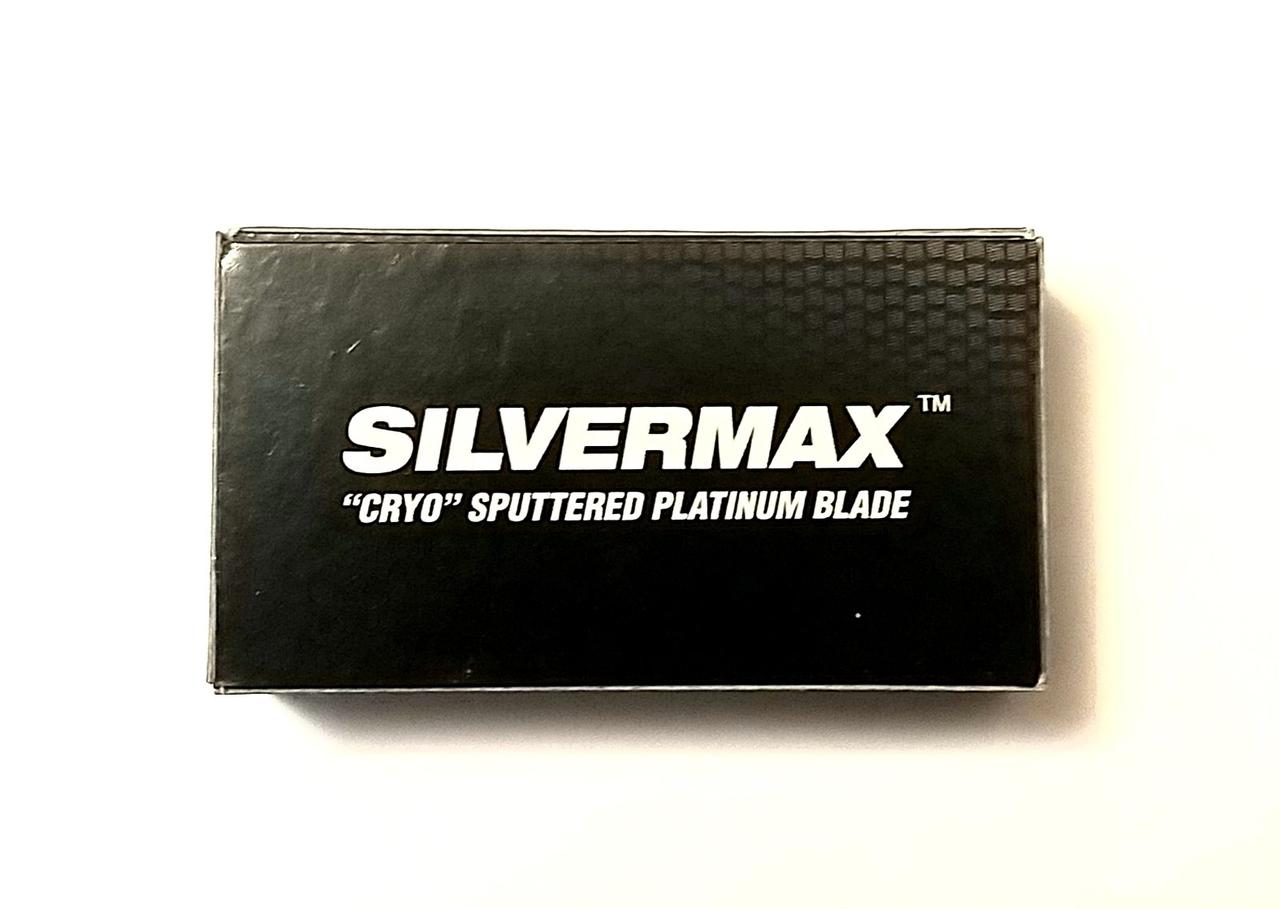 SILVERMAX™
“CRYO” SPUTTERED PLATINUM BLADE